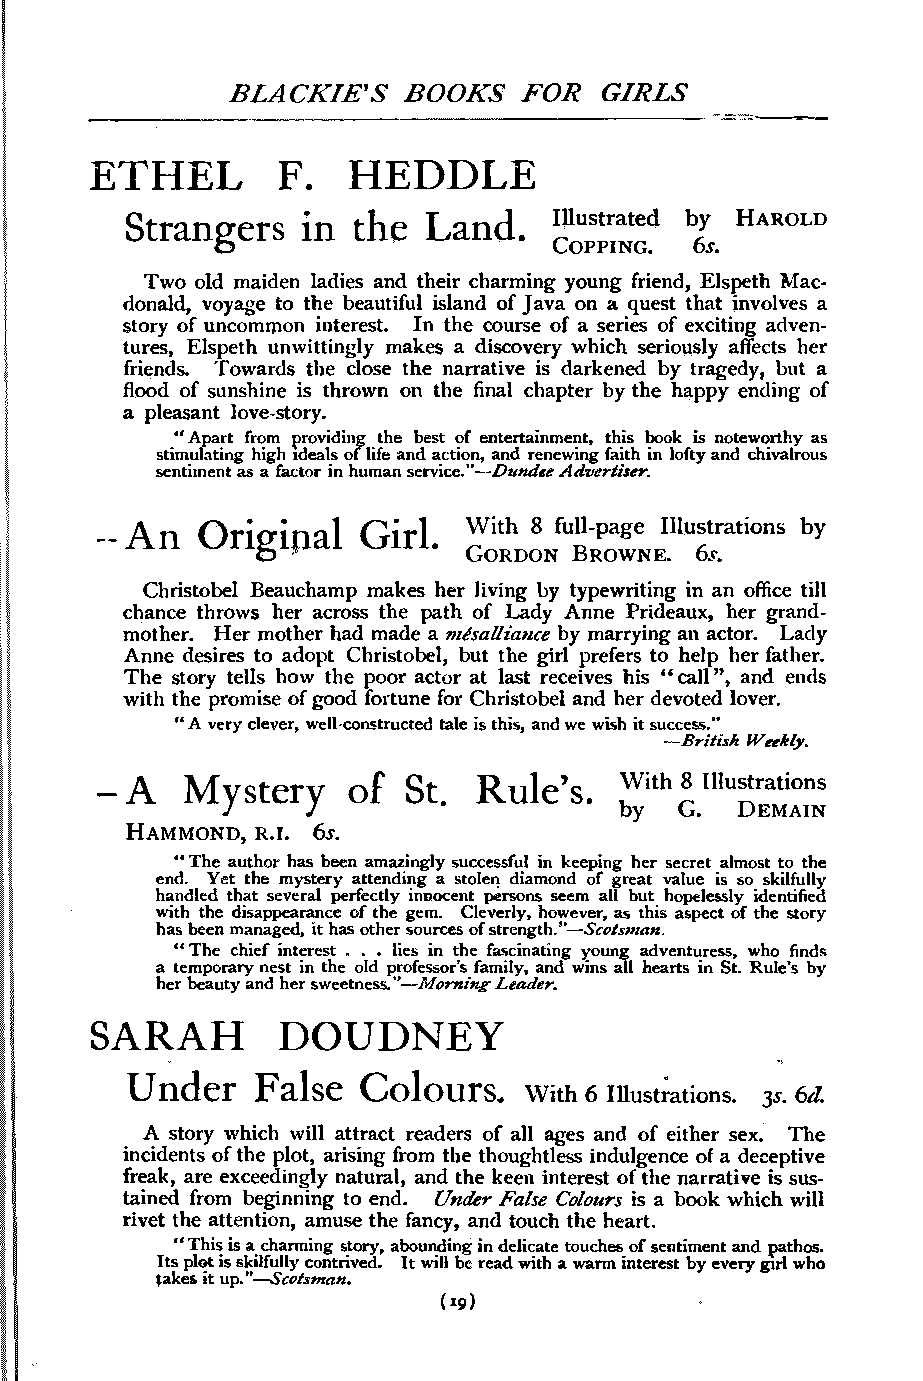 BLACKIE'S BOOKS FOR GIRLS
ETHEL F. HEDDLE
Strangers in the Land. Illustrated by HAROLD
COPPING. 6s.
Two old maiden ladies and their charming young friend, Elspeth Mac-
donald, voyage to the beautiful island of Java on a quest that involves a
story of uncommon interest. In the course of a series of exciting adven-
tures, Elspeth unwittingly makes a discovery which seriously affects her
friends. Towards the close the narrative is darkened by tragedy, but a
flood of sunshine is thrown on the final chapter by the happy ending of
a pleasant love-story.
"Apart from providing the best of entertainment, this book is noteworthy as
stimulating high ideals of life and action, and renewing faith in lofty and chivalrous
sentiment as a factor in human service."—Dundee Advertiser.
--An Original Girl. With 8 full-page Illustrations by
GORDON BROWNE. 6s.
Christobel Beauchamp makes her living by typewriting in an office till
chance throws her across the path of Lady Anne Prideaux, her grand-
mother. Her mother had made a mésalliance by marrying an actor. Lady
Anne desires to adopt Christobel, but the girl prefers to help her father.
The story tells how the poor actor at last receives his "call", and ends
with the promise of good fortune for Christobel and her devoted lover.
"A very clever, well-constructed tale is this, and we wish it success."
—British Weekly.
–A Mystery of St. Rule's. With 8 Illustrations
by G. DEMAIN
HAMMOND, R.I. 6s.
"The author has been amazingly successful in keeping her secret almost to the
end. Yet the mystery attending a stolen diamond of great value is so skilfully
handled that several perfectly innocent persons seem all but hopelessly identified
with the disappearance of the gem. Cleverly, however, as this aspect of the story
has been managed, it has other sources of strength."—Scotsman.
"The chief interest . . . lies in the fascinating young adventuress, who finds
a temporary nest in the old professor's family, and wins all hearts in St. Rule's by
her beauty and her sweetness."—Morning Leader.
SARAH DOUDNEY
Under False Colours. With 6 Illustrations. 3s. 6d.
A story which will attract readers of all ages and of either sex. The
incidents of the plot, arising from the thoughtless indulgence of a deceptive
freak, are exceedingly natural, and the keen interest of the narrative is sus-
tained from beginning to end. Under False Colours is a book which will
rivet the attention, amuse the fancy, and touch the heart.
"This is a charming story, abounding in delicate touches of sentiment and pathos.
Its plot is skilfully contrived. It will be read with a warm interest by every girl who
takes it up."—Scotsman.
(19)